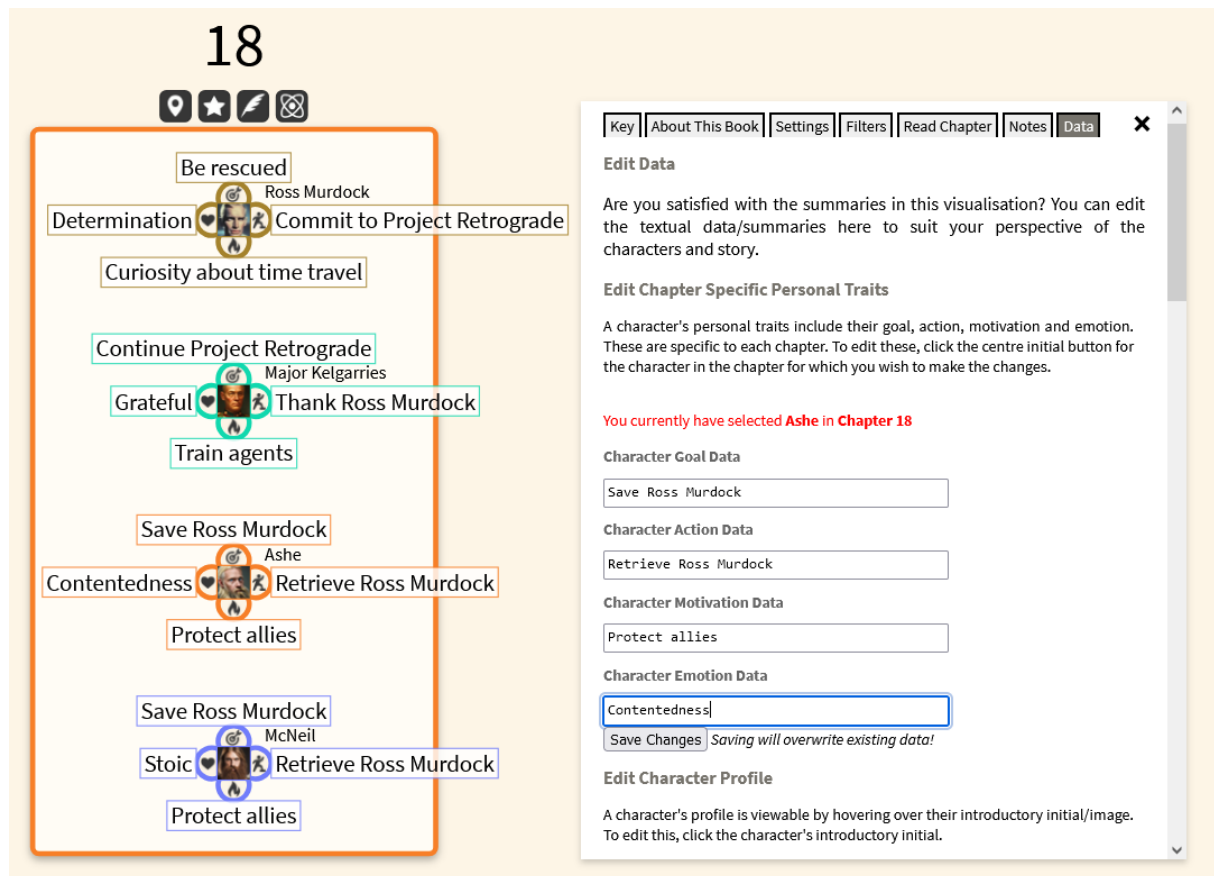 18
Be rescued
Ross Murdock
Determination
Commit to Project Retrograde
Curiosity about time travel
Continue Project Retrograde
Major Kelgarries
Grateful
Thank Ross Murdock
Train agents
Save Ross Murdock
Ashe
Contentedness
Retrieve Ross Murdock
Protect allies
Save Ross Murdock
McNeil
Stoic
Retrieve Ross Murdock
Protect allies
Key About This Book Settings Filters Read Chapter Notes Data
Edit Data
Are you satisfied with the summaries in this visualisation? You can edit
the textual data/summaries here to suit your perspective of the
characters and story.
Edit Chapter Specific Personal Traits
A character's personal traits include their goal, action, motivation and emotion.
These are specific to each chapter. To edit these, click the centre initial button for
the character in the chapter for which you wish to make the changes.
You currently have selected Ashe in Chapter 18
Character Goal Data
Save Ross Murdock
Character Action Data
Retrieve Ross Murdock
Character Motivation Data
Protect allies
Character Emotion Data
Contentedness
Save Changes Saving will overwrite existing data!
Edit Character Profile
A character's profile is viewable by hovering over their introductory initial/image.
To edit this, click the character's introductory initial.